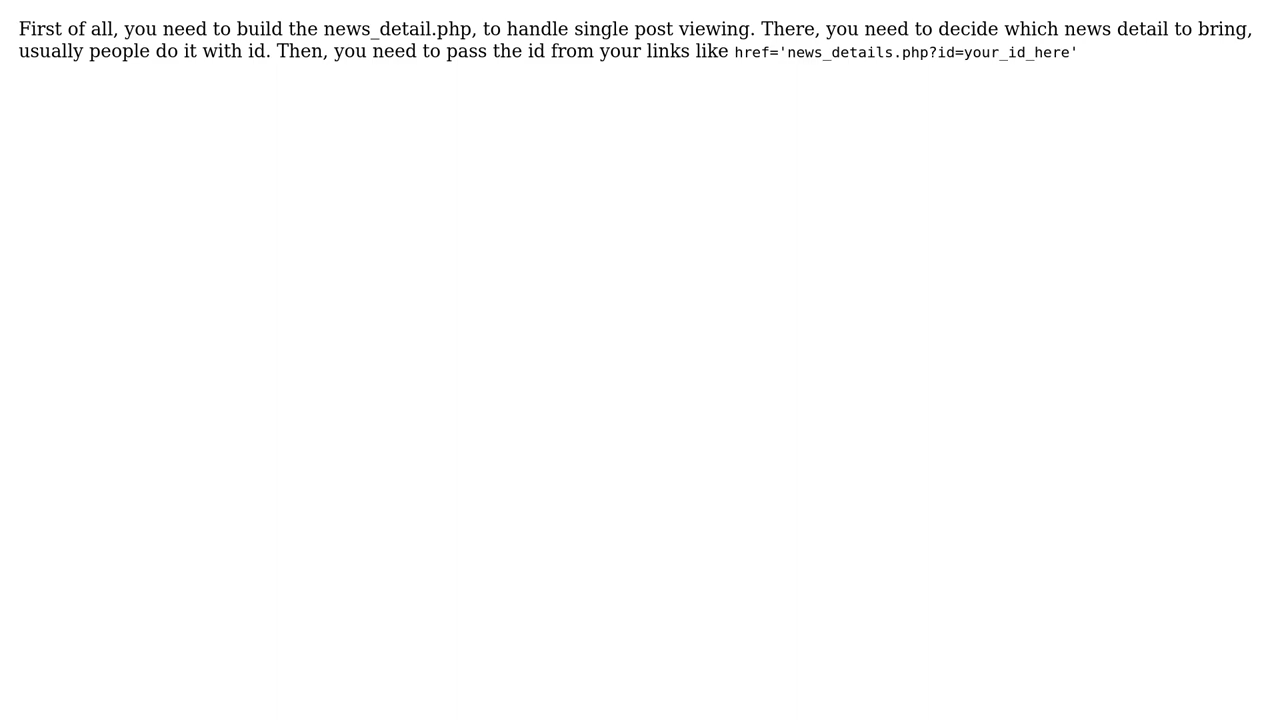 First of all, you need to build the news_detail.php, to handle single post viewing. There, you need to decide which news detail to bring,
usually people do it with id. Then, you need to pass the id from your links like href='news_details.php?id=your_id_here'